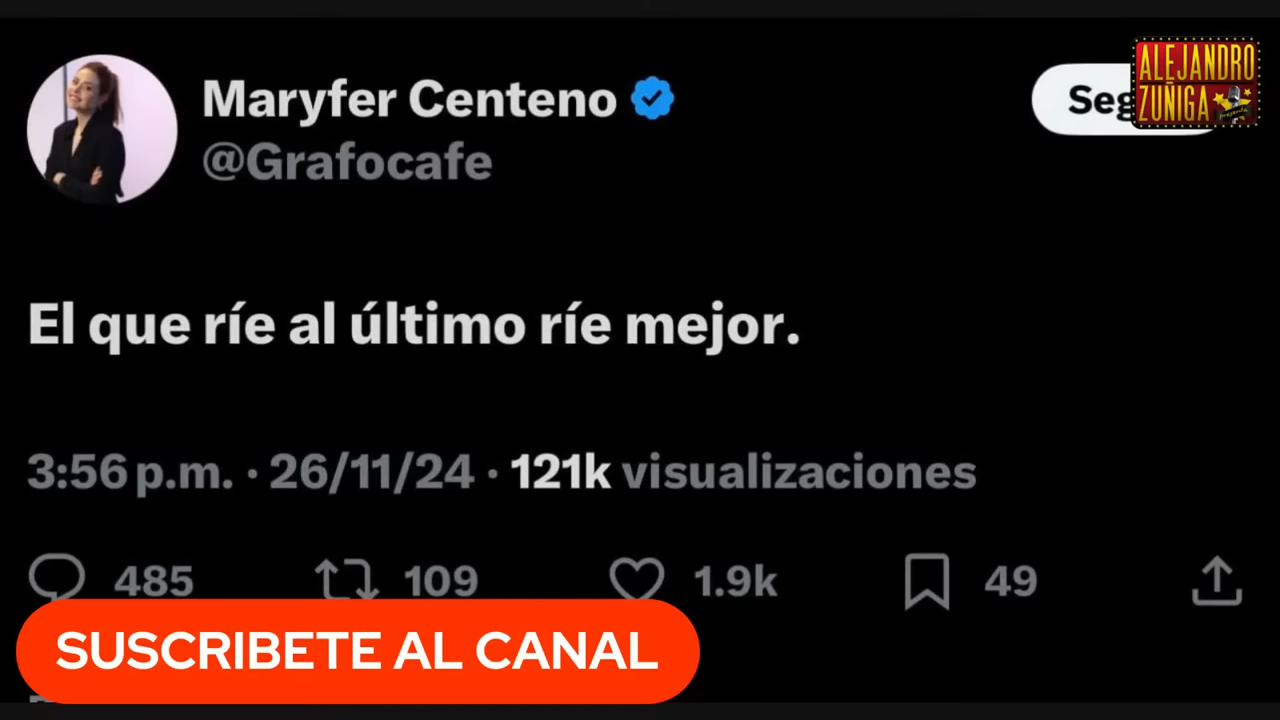 Maryfer Centeno
@Grafocafe
ALEJANDRO
ZUÑIGA
El que ríe al último ríe mejor.
3:56 p.m. · 26/11/24 · 121k visualizaciones
485 109 1.9k 49
SUSCRIBETE AL CANAL